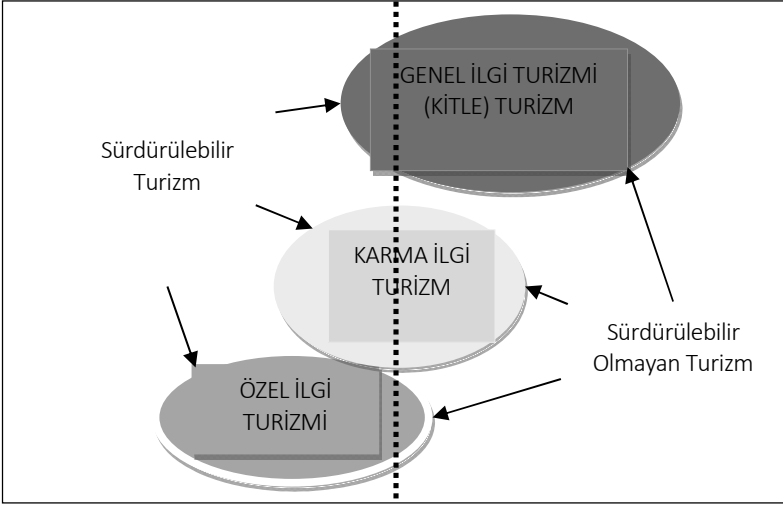 GENEL İLGİ TURİZMİ
(KİTLE) TURİZM
Sürdürülebilir
Turizm
KARMA İLGİ
TURİZM
Sürdürülebilir
Olmayan Turizm
ÖZEL İLGİ
TURİZMİ